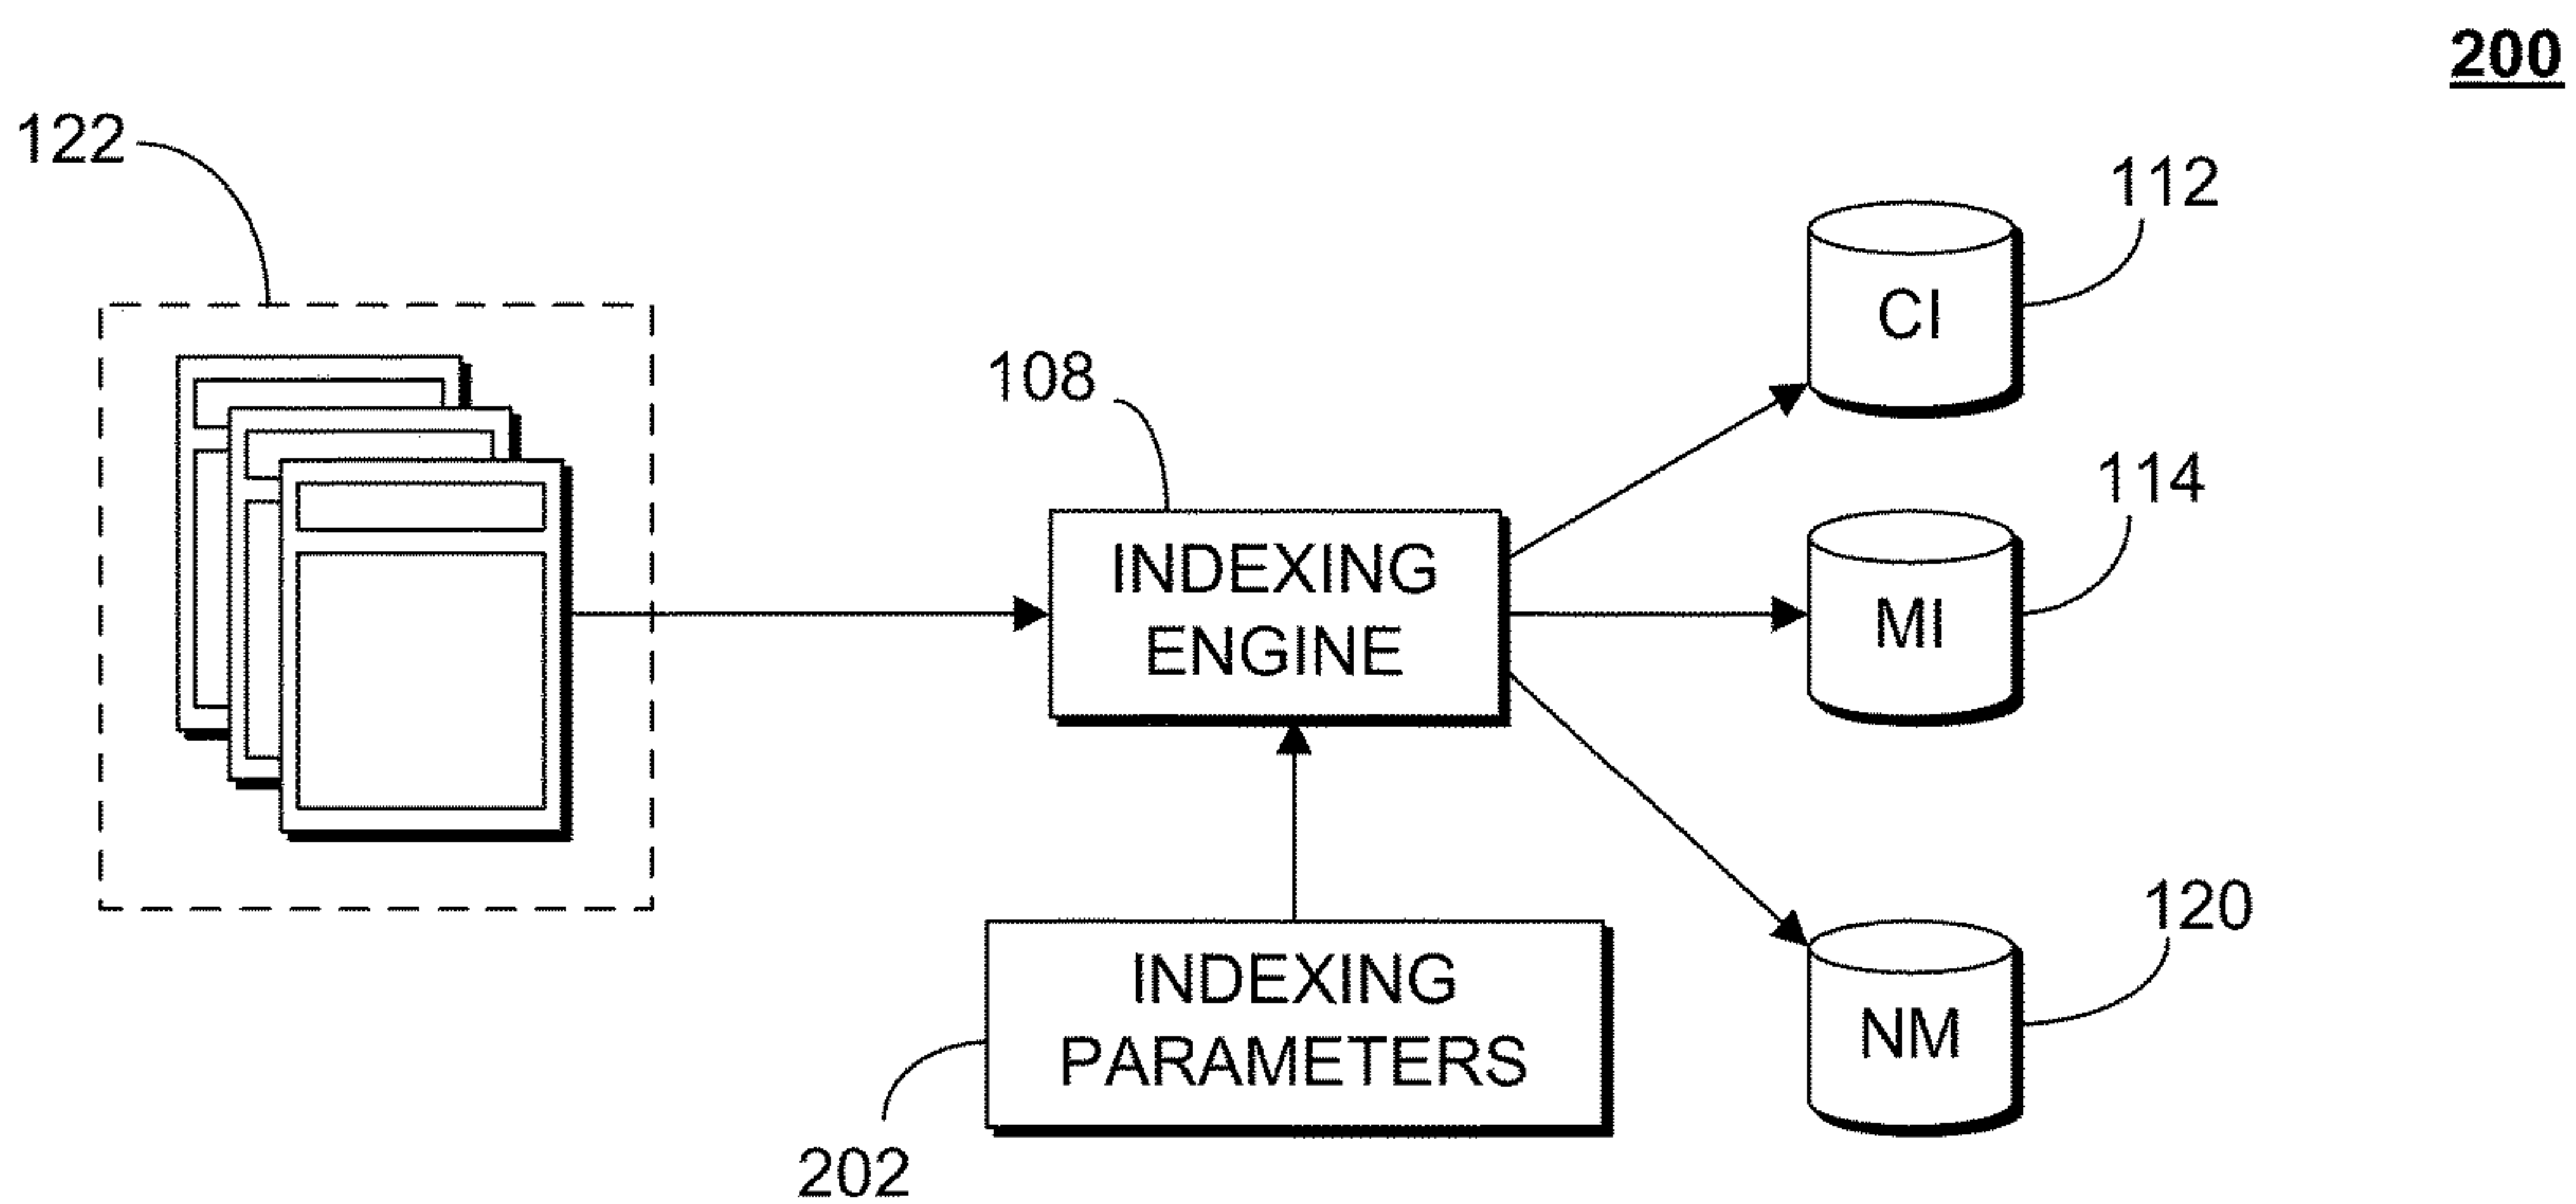 200
122
112
CI
108
114
INDEXING
ENGINE
MI
120
INDEXING
PARAMETERS
NM
202